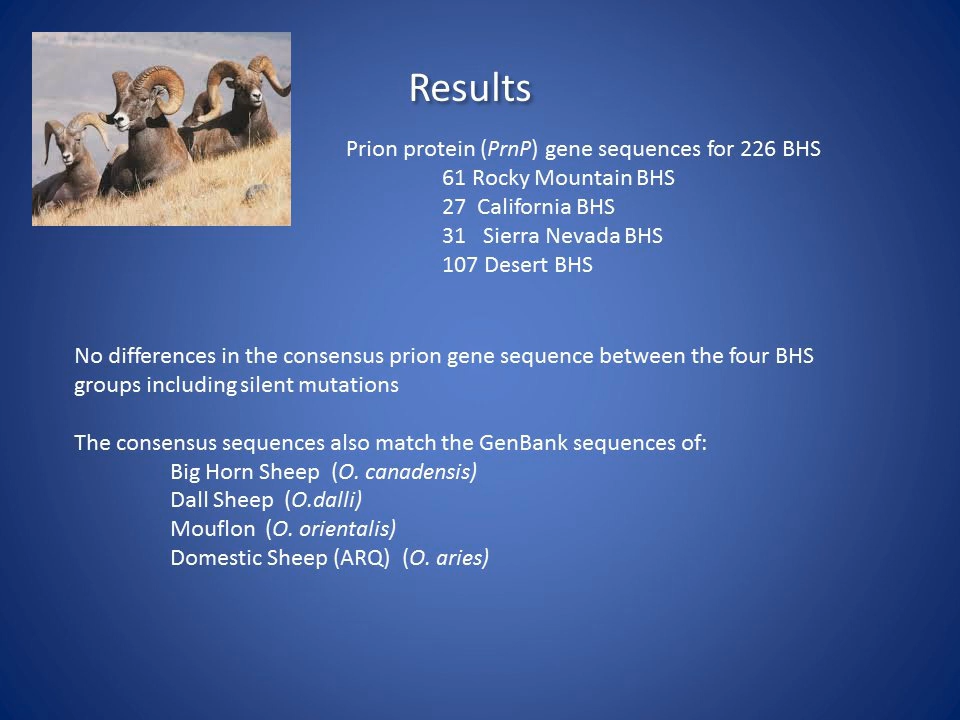 Results
Prion protein (PrnP) gene sequences for 226 BHS
61 Rocky Mountain BHS
27 California BHS
31 Sierra Nevada BHS
107 Desert BHS
No differences in the consensus prion gene sequence between the four BHS
groups including silent mutations
The consensus sequences also match the GenBank sequences of:
Big Horn Sheep (O. canadensis)
Dall Sheep (O.dalli)
Mouflon (O. orientalis)
Domestic Sheep (ARQ) (O. aries)